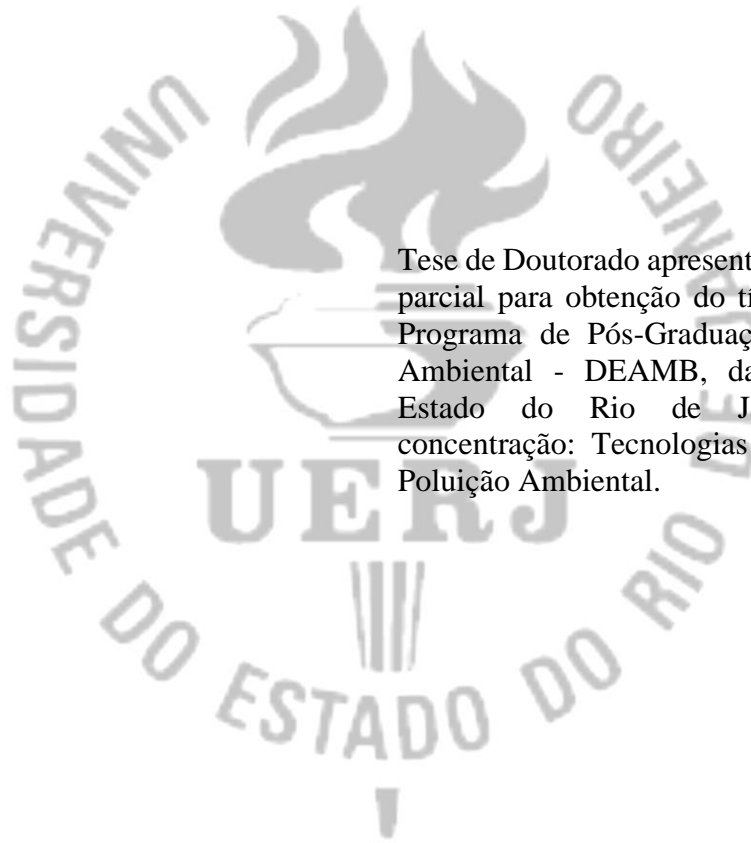 UNIVERSIDADE DO ESTADO DO RIO DE JANEIRO
UERJ
Tese de Doutorado apresent
parcial para obtenção do tí
Programa de Pós-Graduaç
Ambiental - DEAMB, da
Estado do Rio de J
concentração: Tecnologias
Poluição Ambiental.